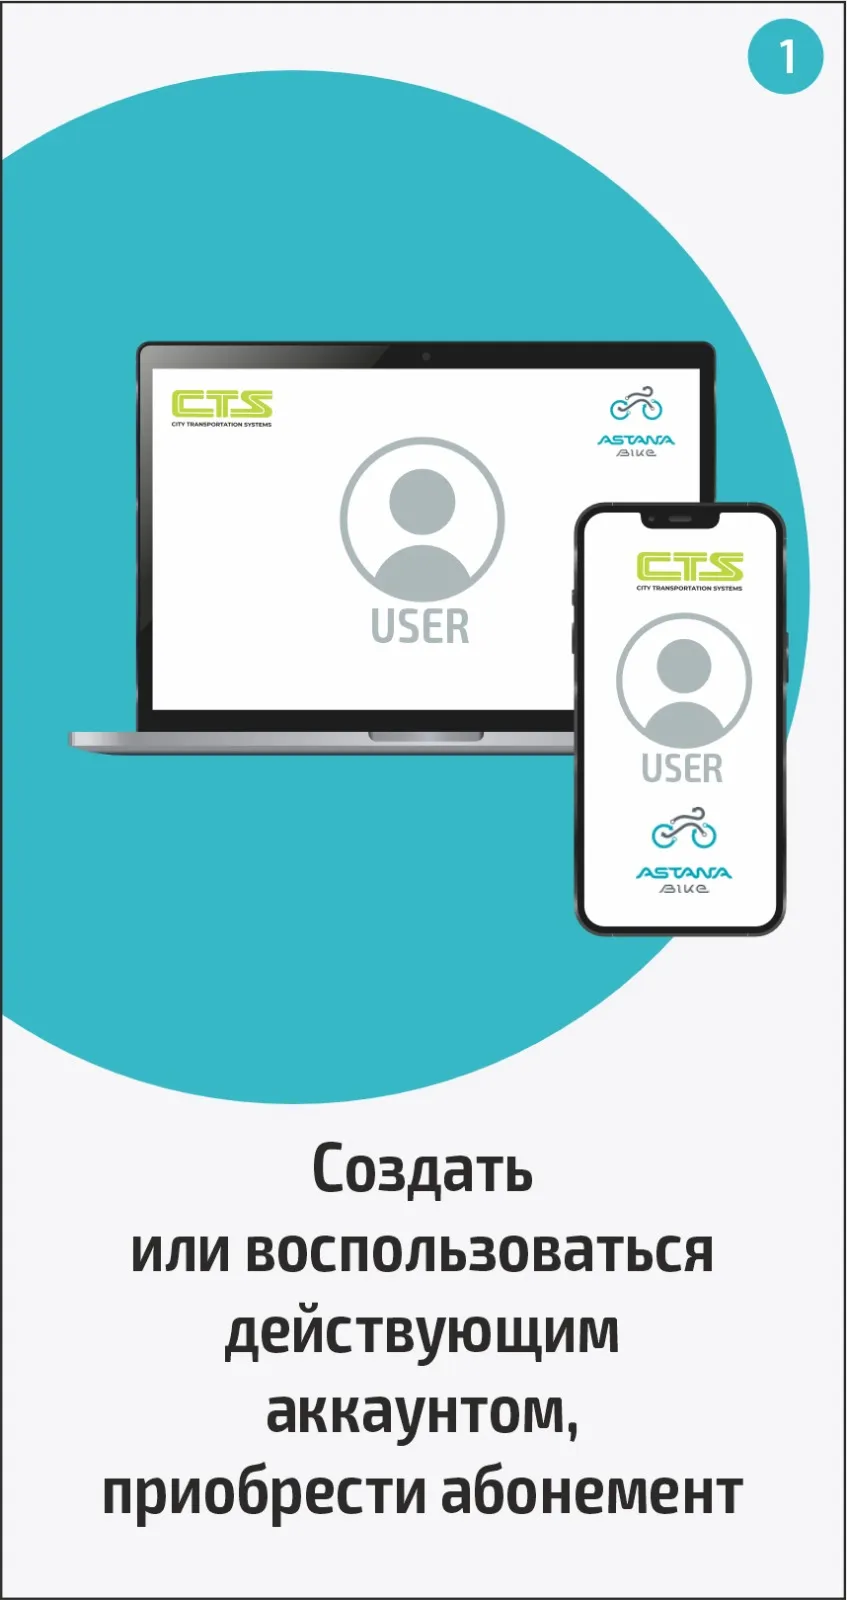 1
CTS
CITY TRANSPORTATION SYSTEMS
ASTANA
BIKE
USER
CTS
CITY TRANSPORTATION SYSTEMS
USER
ASTANA
BIKE
Создать
или воспользоваться
действующим
аккаунтом,
приобрести абонемент